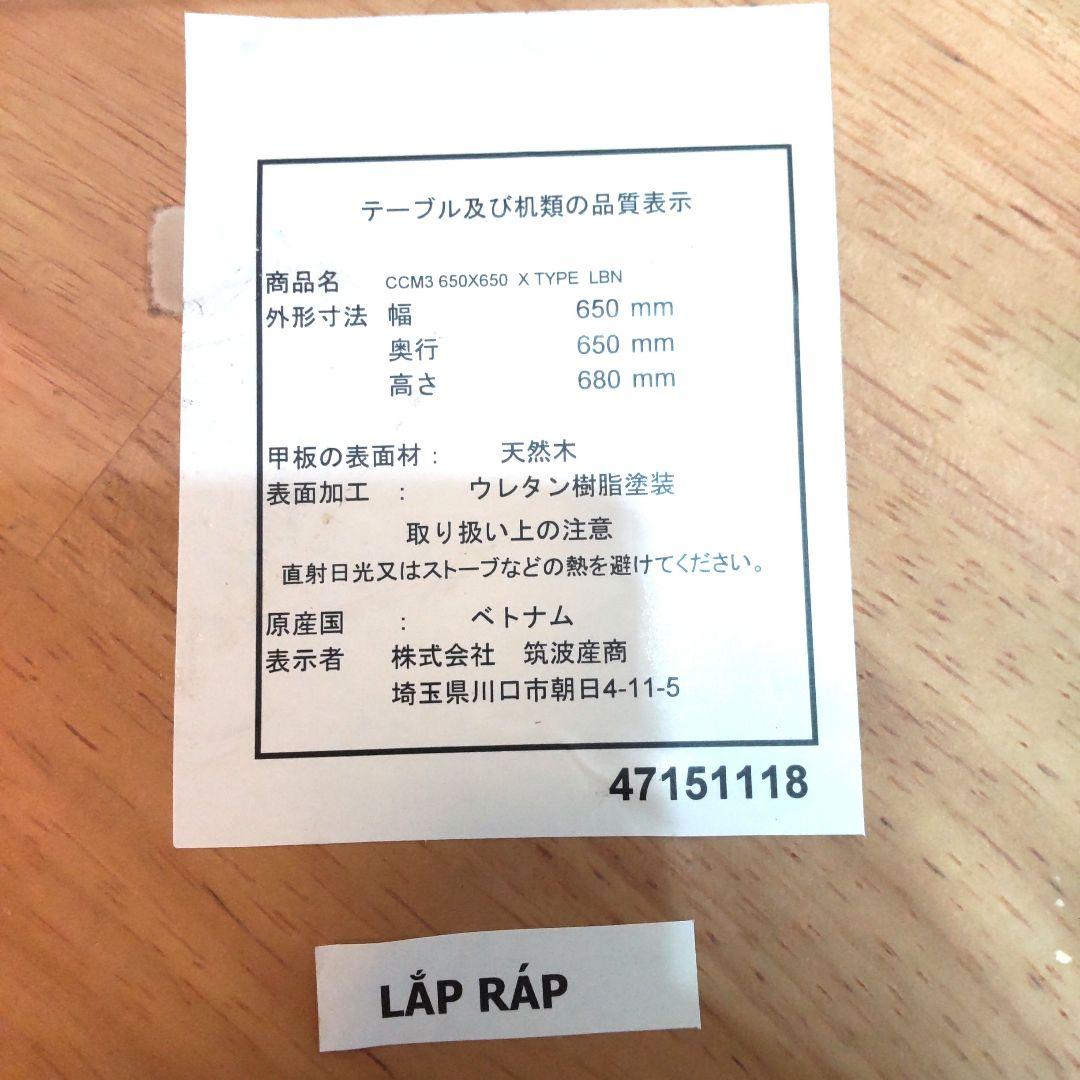 テーブル及び机類の品質表示
商品名 CCM3 650X650 X TYPE LBN
外形寸法 幅 650 mm
奥行 650 mm
高さ 680 mm
甲板の表面材： 天然木
表面加工 ： ウレタン樹脂塗装
取り扱い上の注意
直射日光又はストーブなどの熱を避けてください。
原産国 ： ベトナム
表示者 株式会社 筑波産商
埼玉県川口市朝日4-11-5
47151118
LẮP RÁP